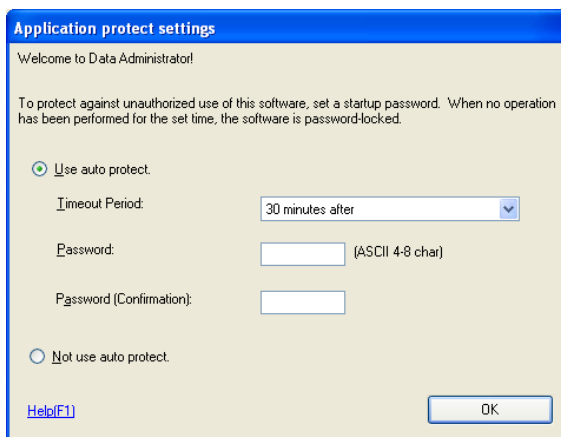 Application protect settings
Welcome to Data Administrator!
To protect against unauthorized use of this software, set a startup password. When no operation
has been performed for the set time, the software is password-locked.
Use auto protect.
Timeout Period:
30 minutes after
Password:
(ASCII 4-8 char)
Password (Confirmation):
Not use auto protect.
Help(F1)
OK